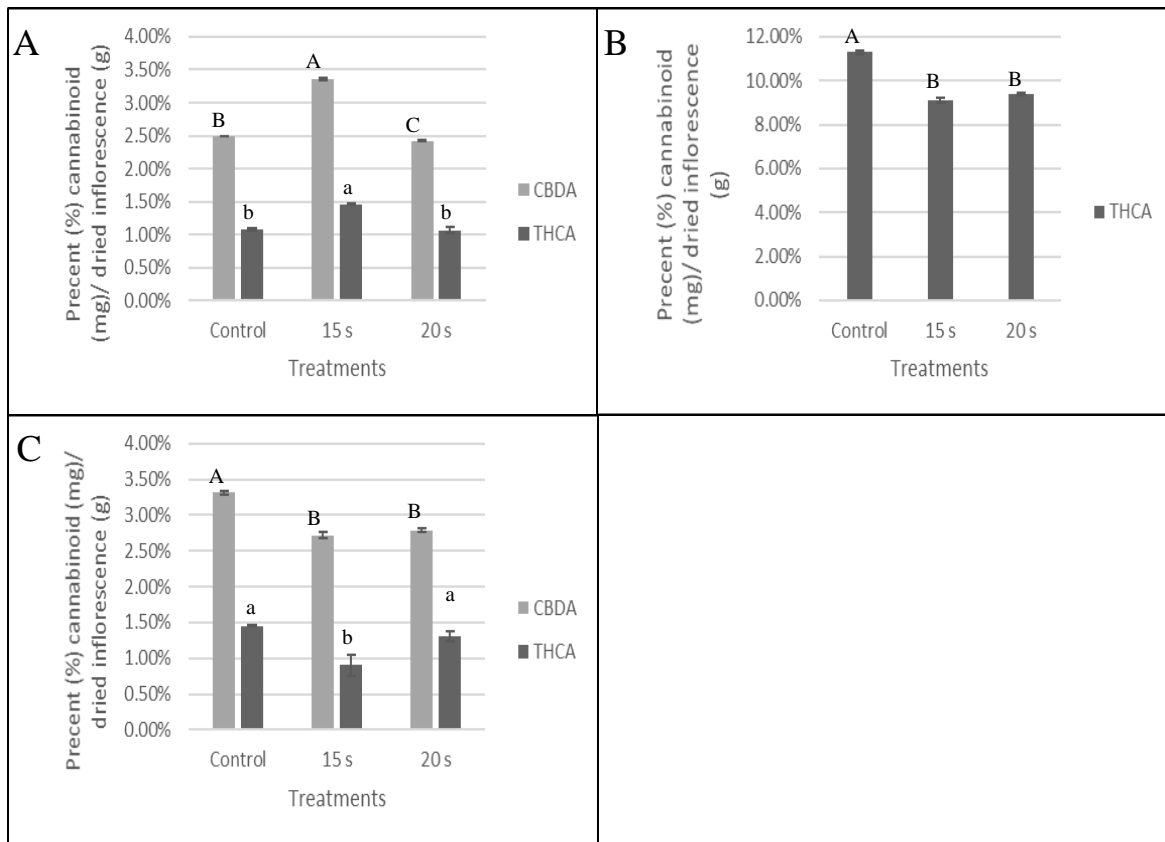 A
Precent (%) cannabinoid
(mg)/ dried inflorescence (g)
4.00%
3.50%
3.00%
2.50%
2.00%
1.50%
1.00%
0.50%
0.00%
B
b
A
a
C
b
Control
15 s
20 s
Treatments
CBDA
THCA
B
Precent (%) cannabinoid
(mg)/ dried inflorescence
(g)
12.00%
10.00%
8.00%
6.00%
4.00%
2.00%
0.00%
A
B
B
Control
15 s
20 s
Treatments
THCA
C
Precent (%) cannabinoid (mg)/
dried inflorescence (g)
4.00%
3.50%
3.00%
2.50%
2.00%
1.50%
1.00%
0.50%
0.00%
A
a
B
b
B
a
Control
15 s
20 s
Treatments
CBDA
THCA